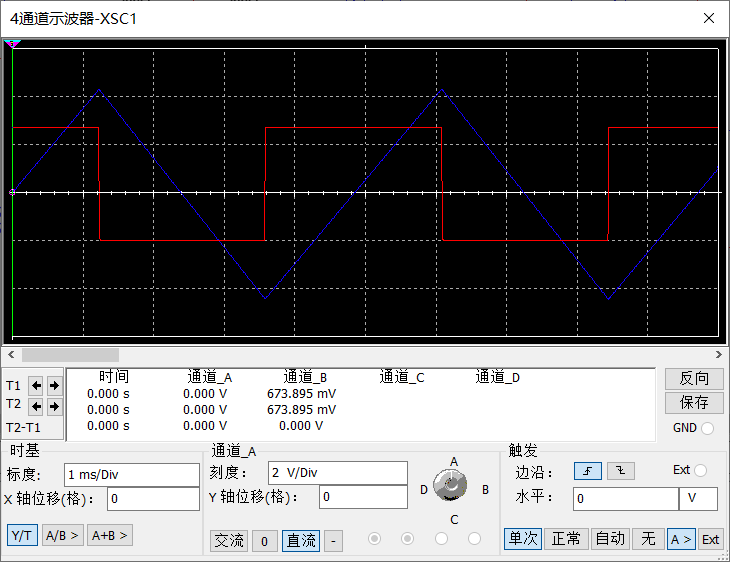 4通道示波器-XSC1
时间 通道_A 通道_B 通道_C 通道_D
T1 0.000 s 0.000 V 673.895 mV
T2 0.000 s 0.000 V 673.895 mV
T2-T1 0.000 s 0.000 V 0.000 V
反向
保存
GND
时基
标度: 1 ms/Div
X 轴位移(格): 0
Y/T A/B > A+B >
通道_A
刻度: 2 V/Div
Y 轴位移(格): 0
交流 0 直流 -
A
D B
C
触发
边沿: Ext
水平: 0 V
单次 正常 自动 无 A > Ext